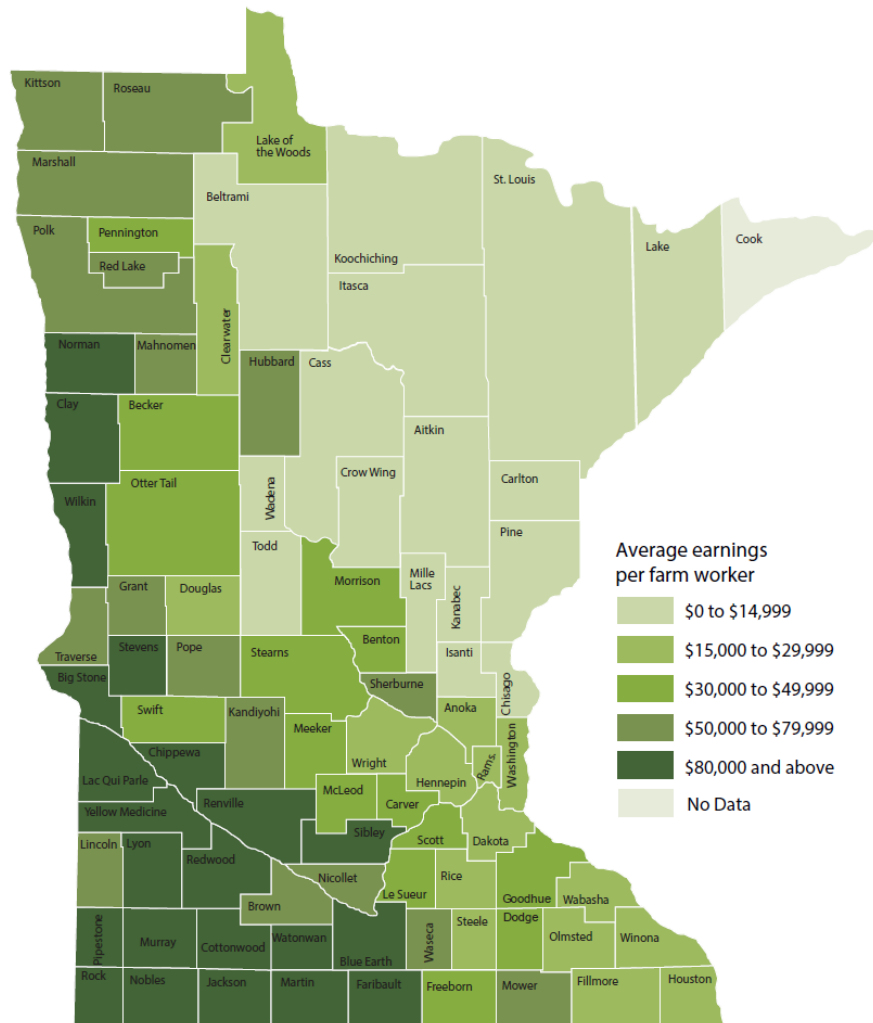 Kittson
Roseau
Lake of
the Woods
Marshall
St. Louis
Beltrami
Polk
Pennington
Cook
Lake
Koochiching
Red Lake
Itasca
Clearwater
Norman
Mahnomen
Hubbard
Cass
Clay
Becker
Aitkin
Crow Wing
Carlton
Otter Tail
Wadena
Wilkin
Pine
Todd
Average earnings
per farm worker
Mille
Lacs
Morrison
Grant
Douglas
Kanabec
$0 to $14,999
Benton
Stevens
Pope
Stearns
Isanti
$15,000 to $29,999
Traverse
Big Stone
Sherburne
Chisago
$30,000 to $49,999
Swift
Kandiyohi
Anoka
Meeker
Washington
$50,000 to $79,999
Chippewa
Wright
Rams.
$80,000 and above
Lac Qui Parle
Hennepin
McLeod
Carver
No Data
Renville
Yellow Medicine
Sibley
Scott
Dakota
Lincoln
Lyon
Redwood
Nicollet
Rice
Le Sueur
Goodhue
Wabasha
Brown
Dodge
Pipestone
Murray
Cottonwood
Watonwan
Waseca
Steele
Olmsted
Winona
Blue Earth
Rock
Nobles
Jackson
Martin
Faribault
Freeborn
Mower
Fillmore
Houston